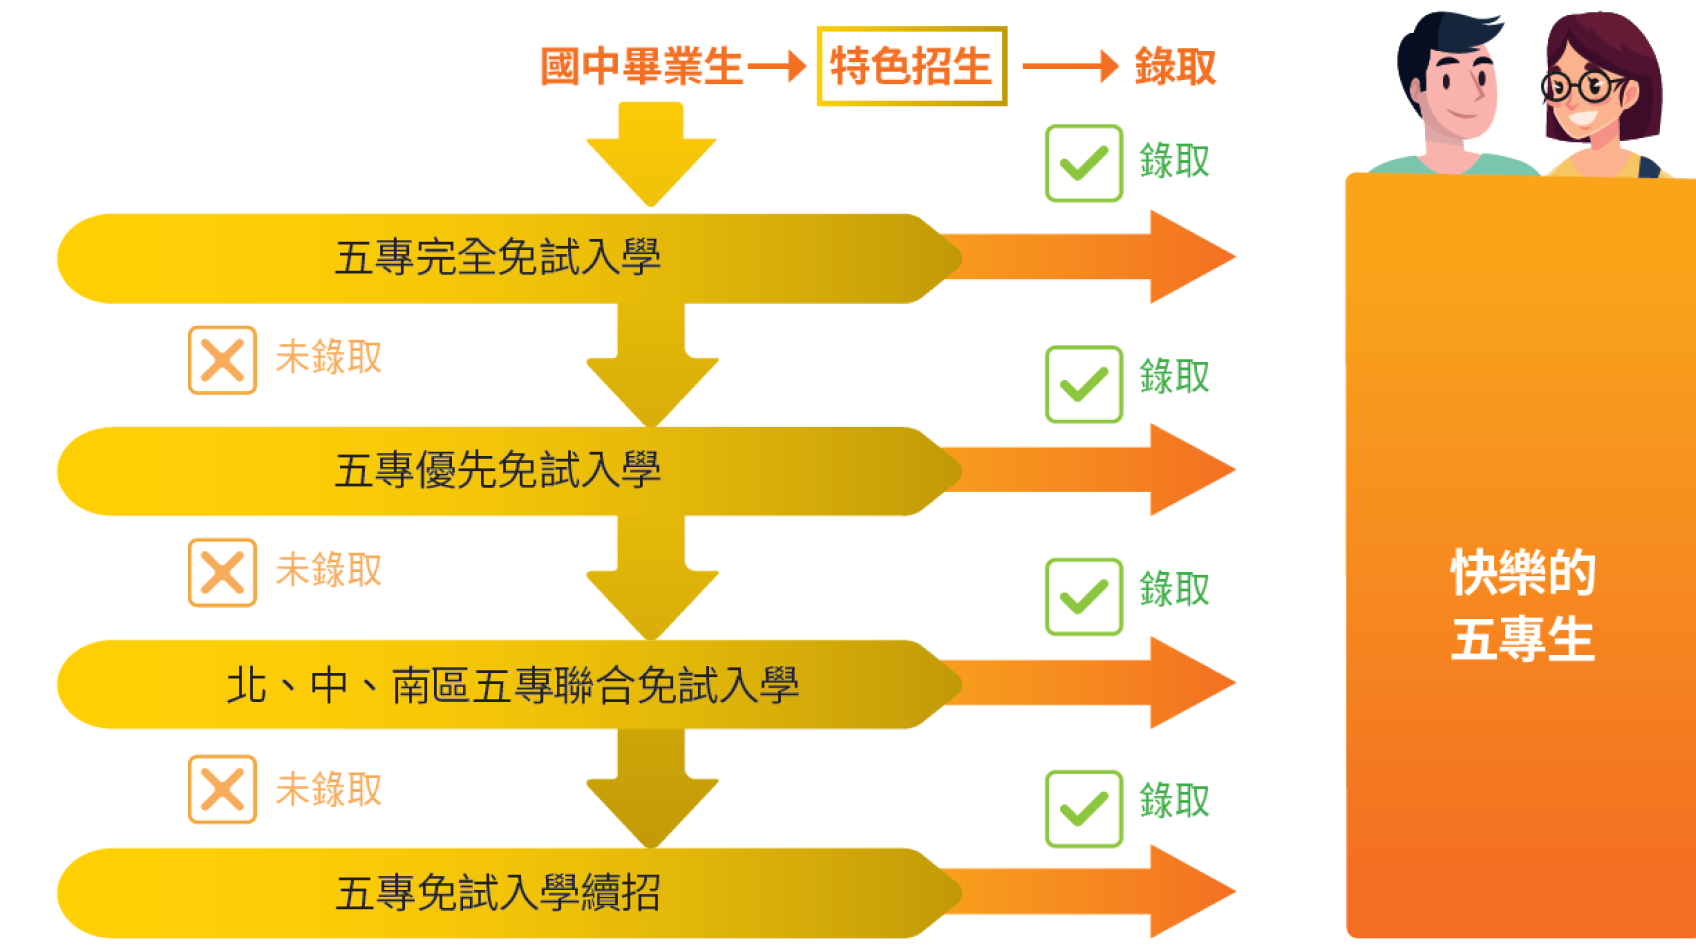 國中畢業生 特色招生 錄取
錄取
五專完全免試入學
未錄取
錄取
五專優先免試入學
未錄取
錄取
北、中、南區五專聯合免試入學
未錄取
錄取
五專免試入學續招
快樂的
五專生